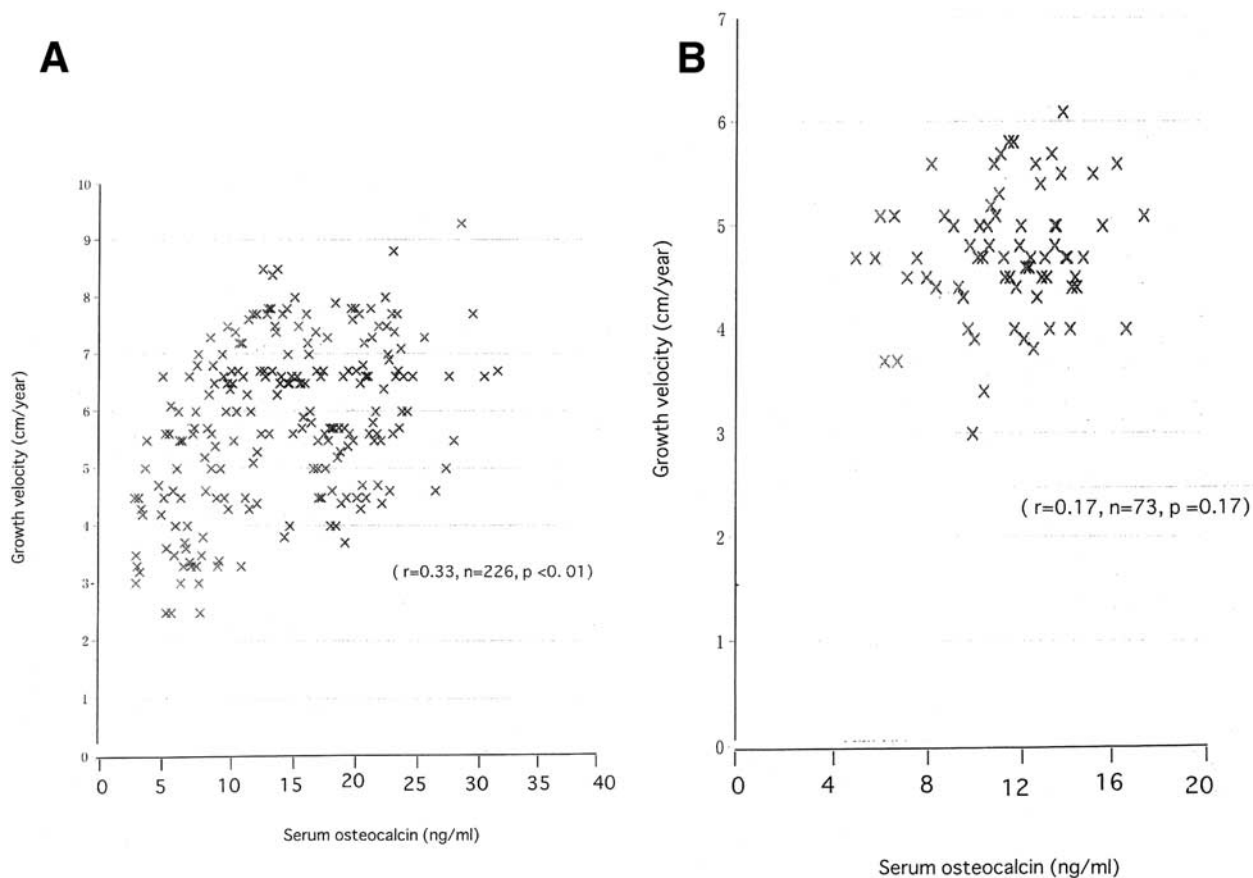 A
10
9
8
7
6
5
4
3
2
1
0
Growth velocity (cm/year)
( r=0.33, n=226, p <0.01)
0 5 10 15 20 25 30 35 40
Serum osteocalcin (ng/ml)
B
7
6
5
4
3
2
1
0
Growth velocity (cm/year)
( r=0.17, n=73, p =0.17)
0 4 8 12 16 20
Serum osteocalcin (ng/ml)